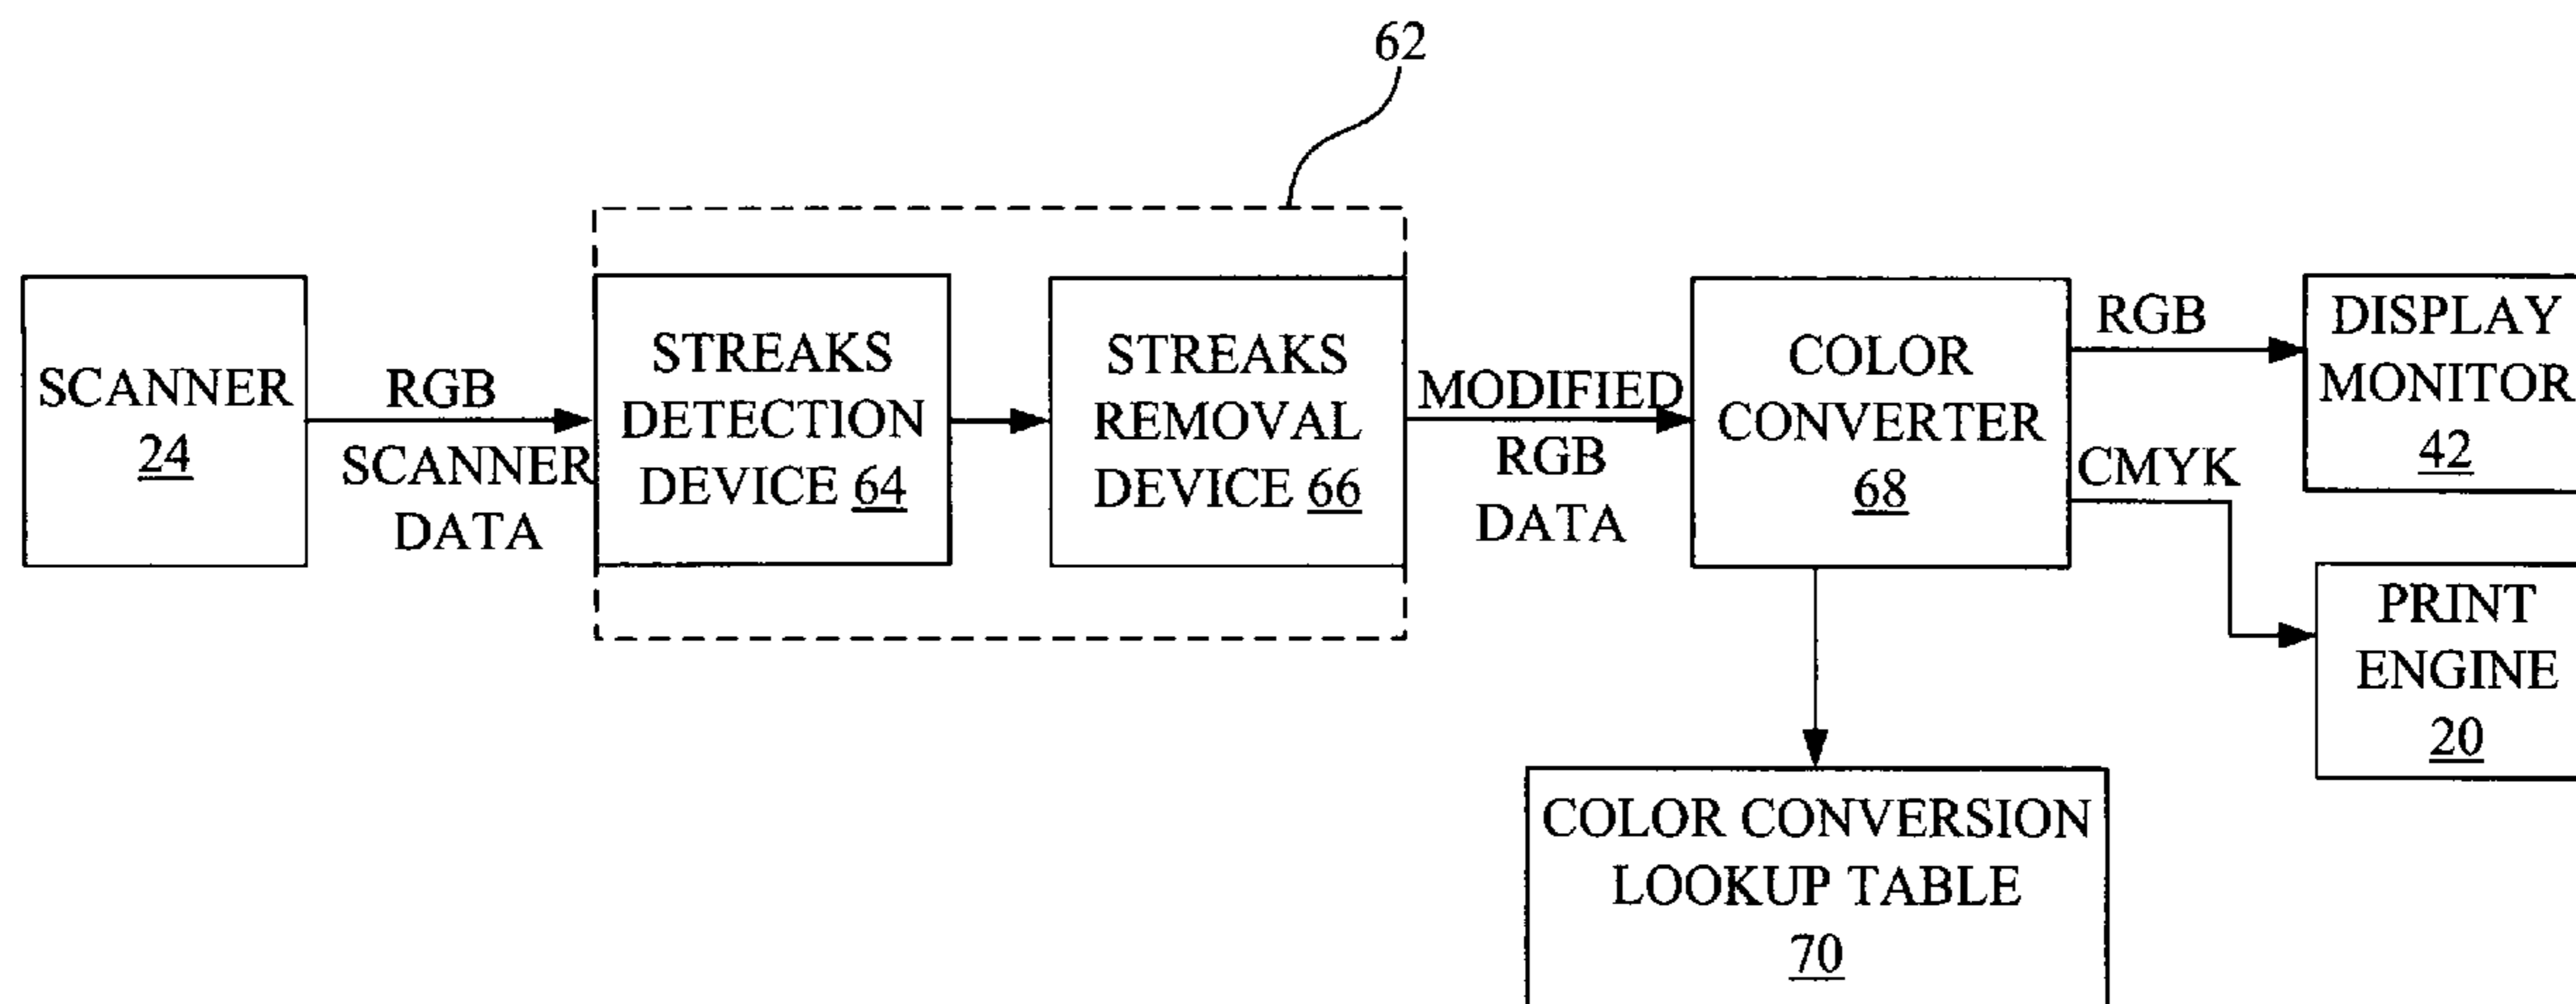 62
SCANNER
24
RGB
SCANNER
DATA
STREAKS
DETECTION
DEVICE 64
STREAKS
REMOVAL
DEVICE 66
MODIFIED
RGB
DATA
COLOR
CONVERTER
68
RGB
CMYK
DISPLAY
MONITOR
42
PRINT
ENGINE
20
COLOR CONVERSION
LOOKUP TABLE
70